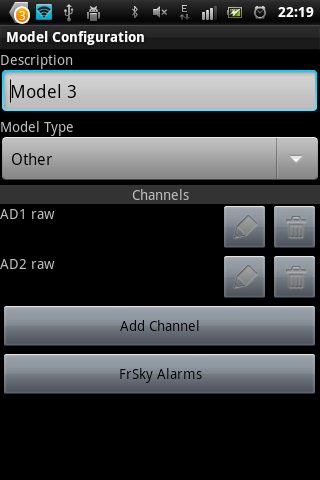 3
E
22:19
Model Configuration
Description
Model 3
Model Type
Other
Channels
AD1 raw
AD2 raw
Add Channel
FrSky Alarms